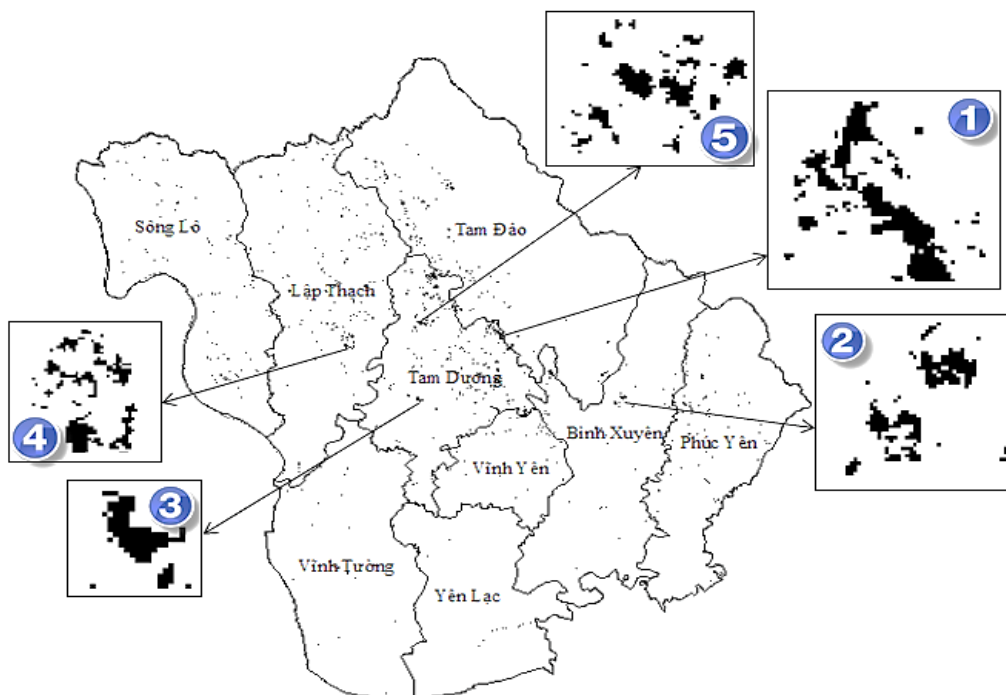 5
1
Sông Lô
Tam Đảo
Lập Thạch
2
4
Tam Dương
Bình Xuyên
Phúc Yên
Vĩnh Yên
3
Vĩnh Tường
Yên Lạc